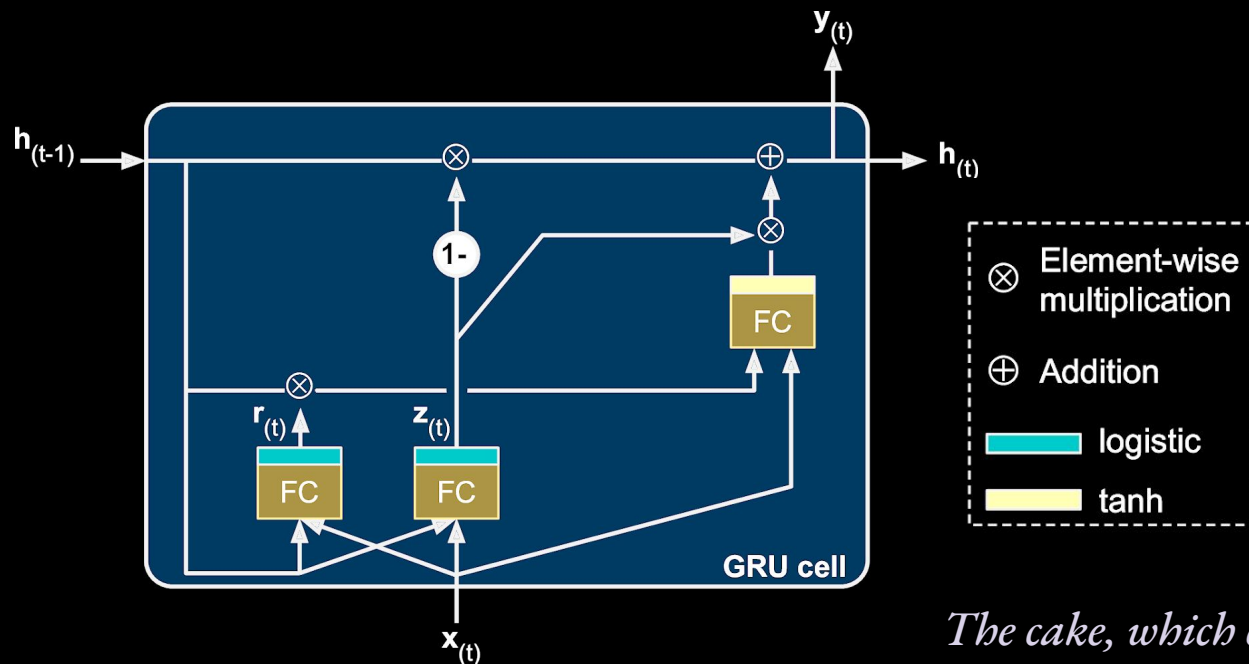 y(t)
h(t-1)
h(t)
1-
FC
r(t)
z(t)
FC
FC
GRU cell
x(t)
Element-wise
multiplication
Addition
logistic
tanh
The cake, which